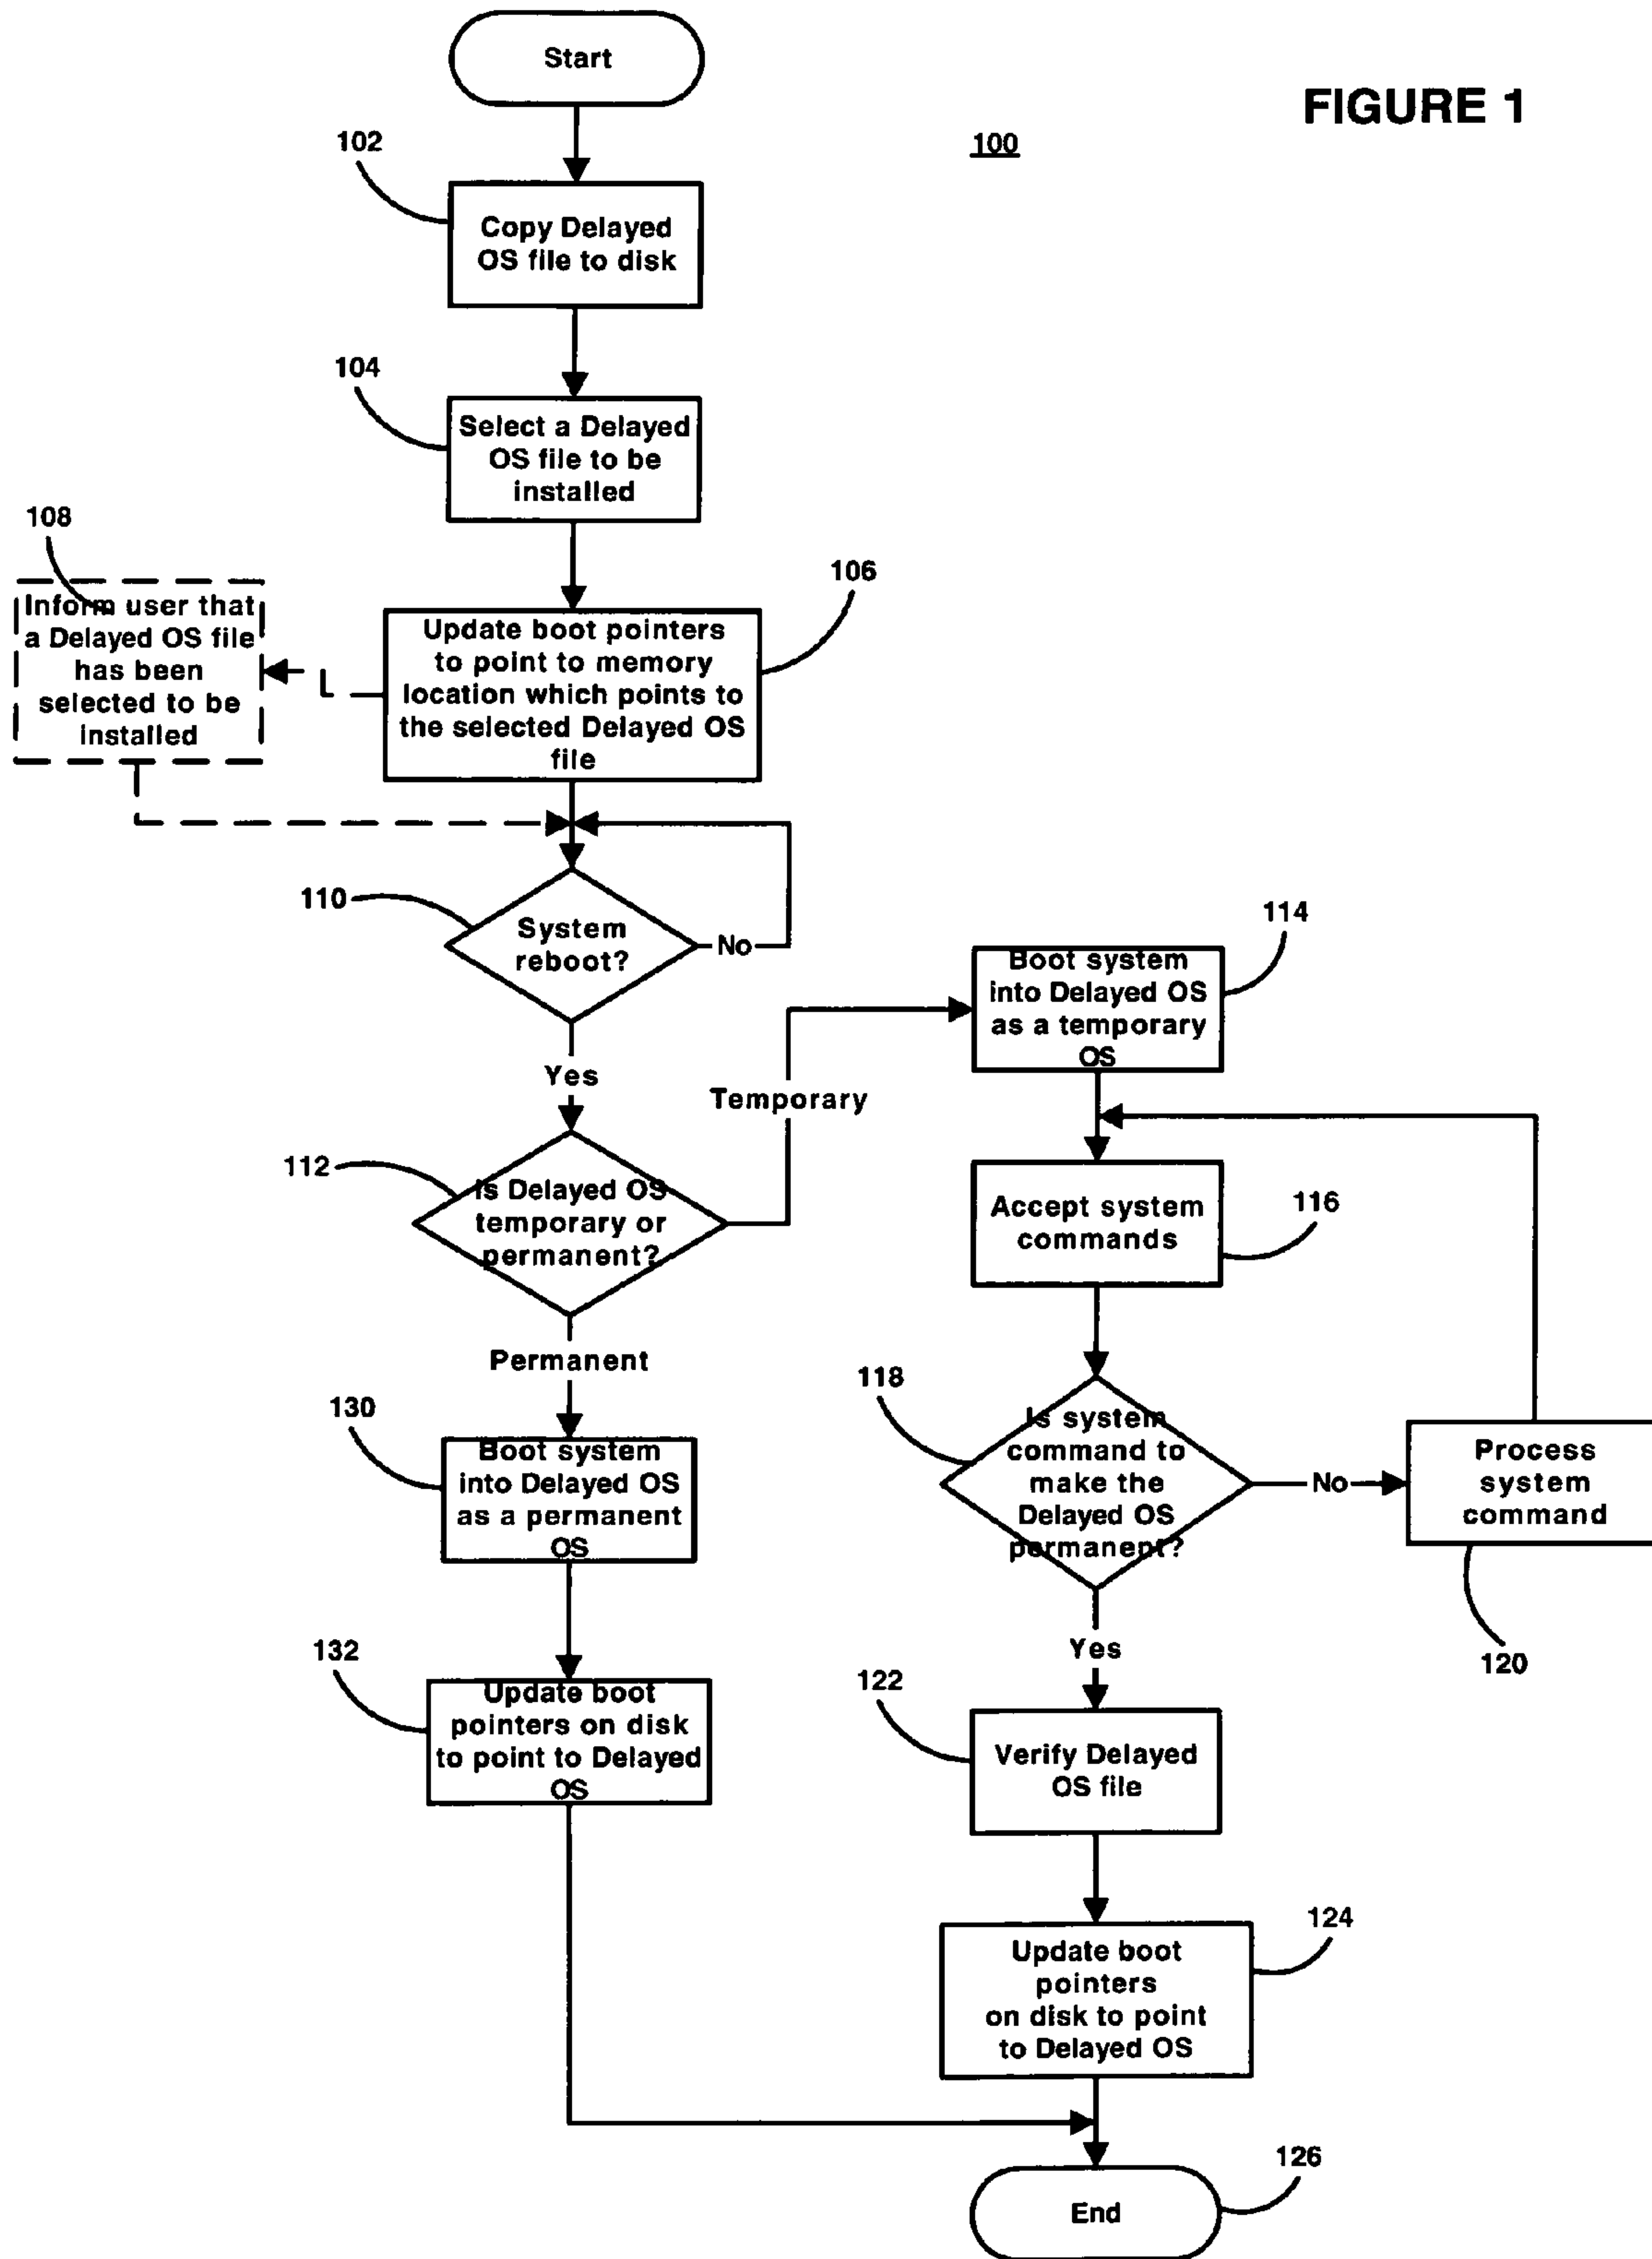 Start
FIGURE 1
100
102
Copy Delayed
OS file to disk
104
Select a Delayed
OS file to be
installed
108
Inform user that
a Delayed OS file
has been
selected to be
installed
106
Update boot pointers
to point to memory
location which points to
the selected Delayed OS
file
110
System
reboot?
No
Yes
112
Is Delayed OS
temporary or
permanent?
Temporary
Permanent
114
Boot system
into Delayed OS
as a temporary
OS
116
Accept system
commands
118
Is system
command to
make the
Delayed OS
permanent?
No
Process
system
command
120
Yes
130
Boot system
into Delayed OS
as a permanent
OS
132
Update boot
pointers on disk
to point to Delayed
OS
122
Verify Delayed
OS file
124
Update boot
pointers
on disk to point
to Delayed OS
126
End